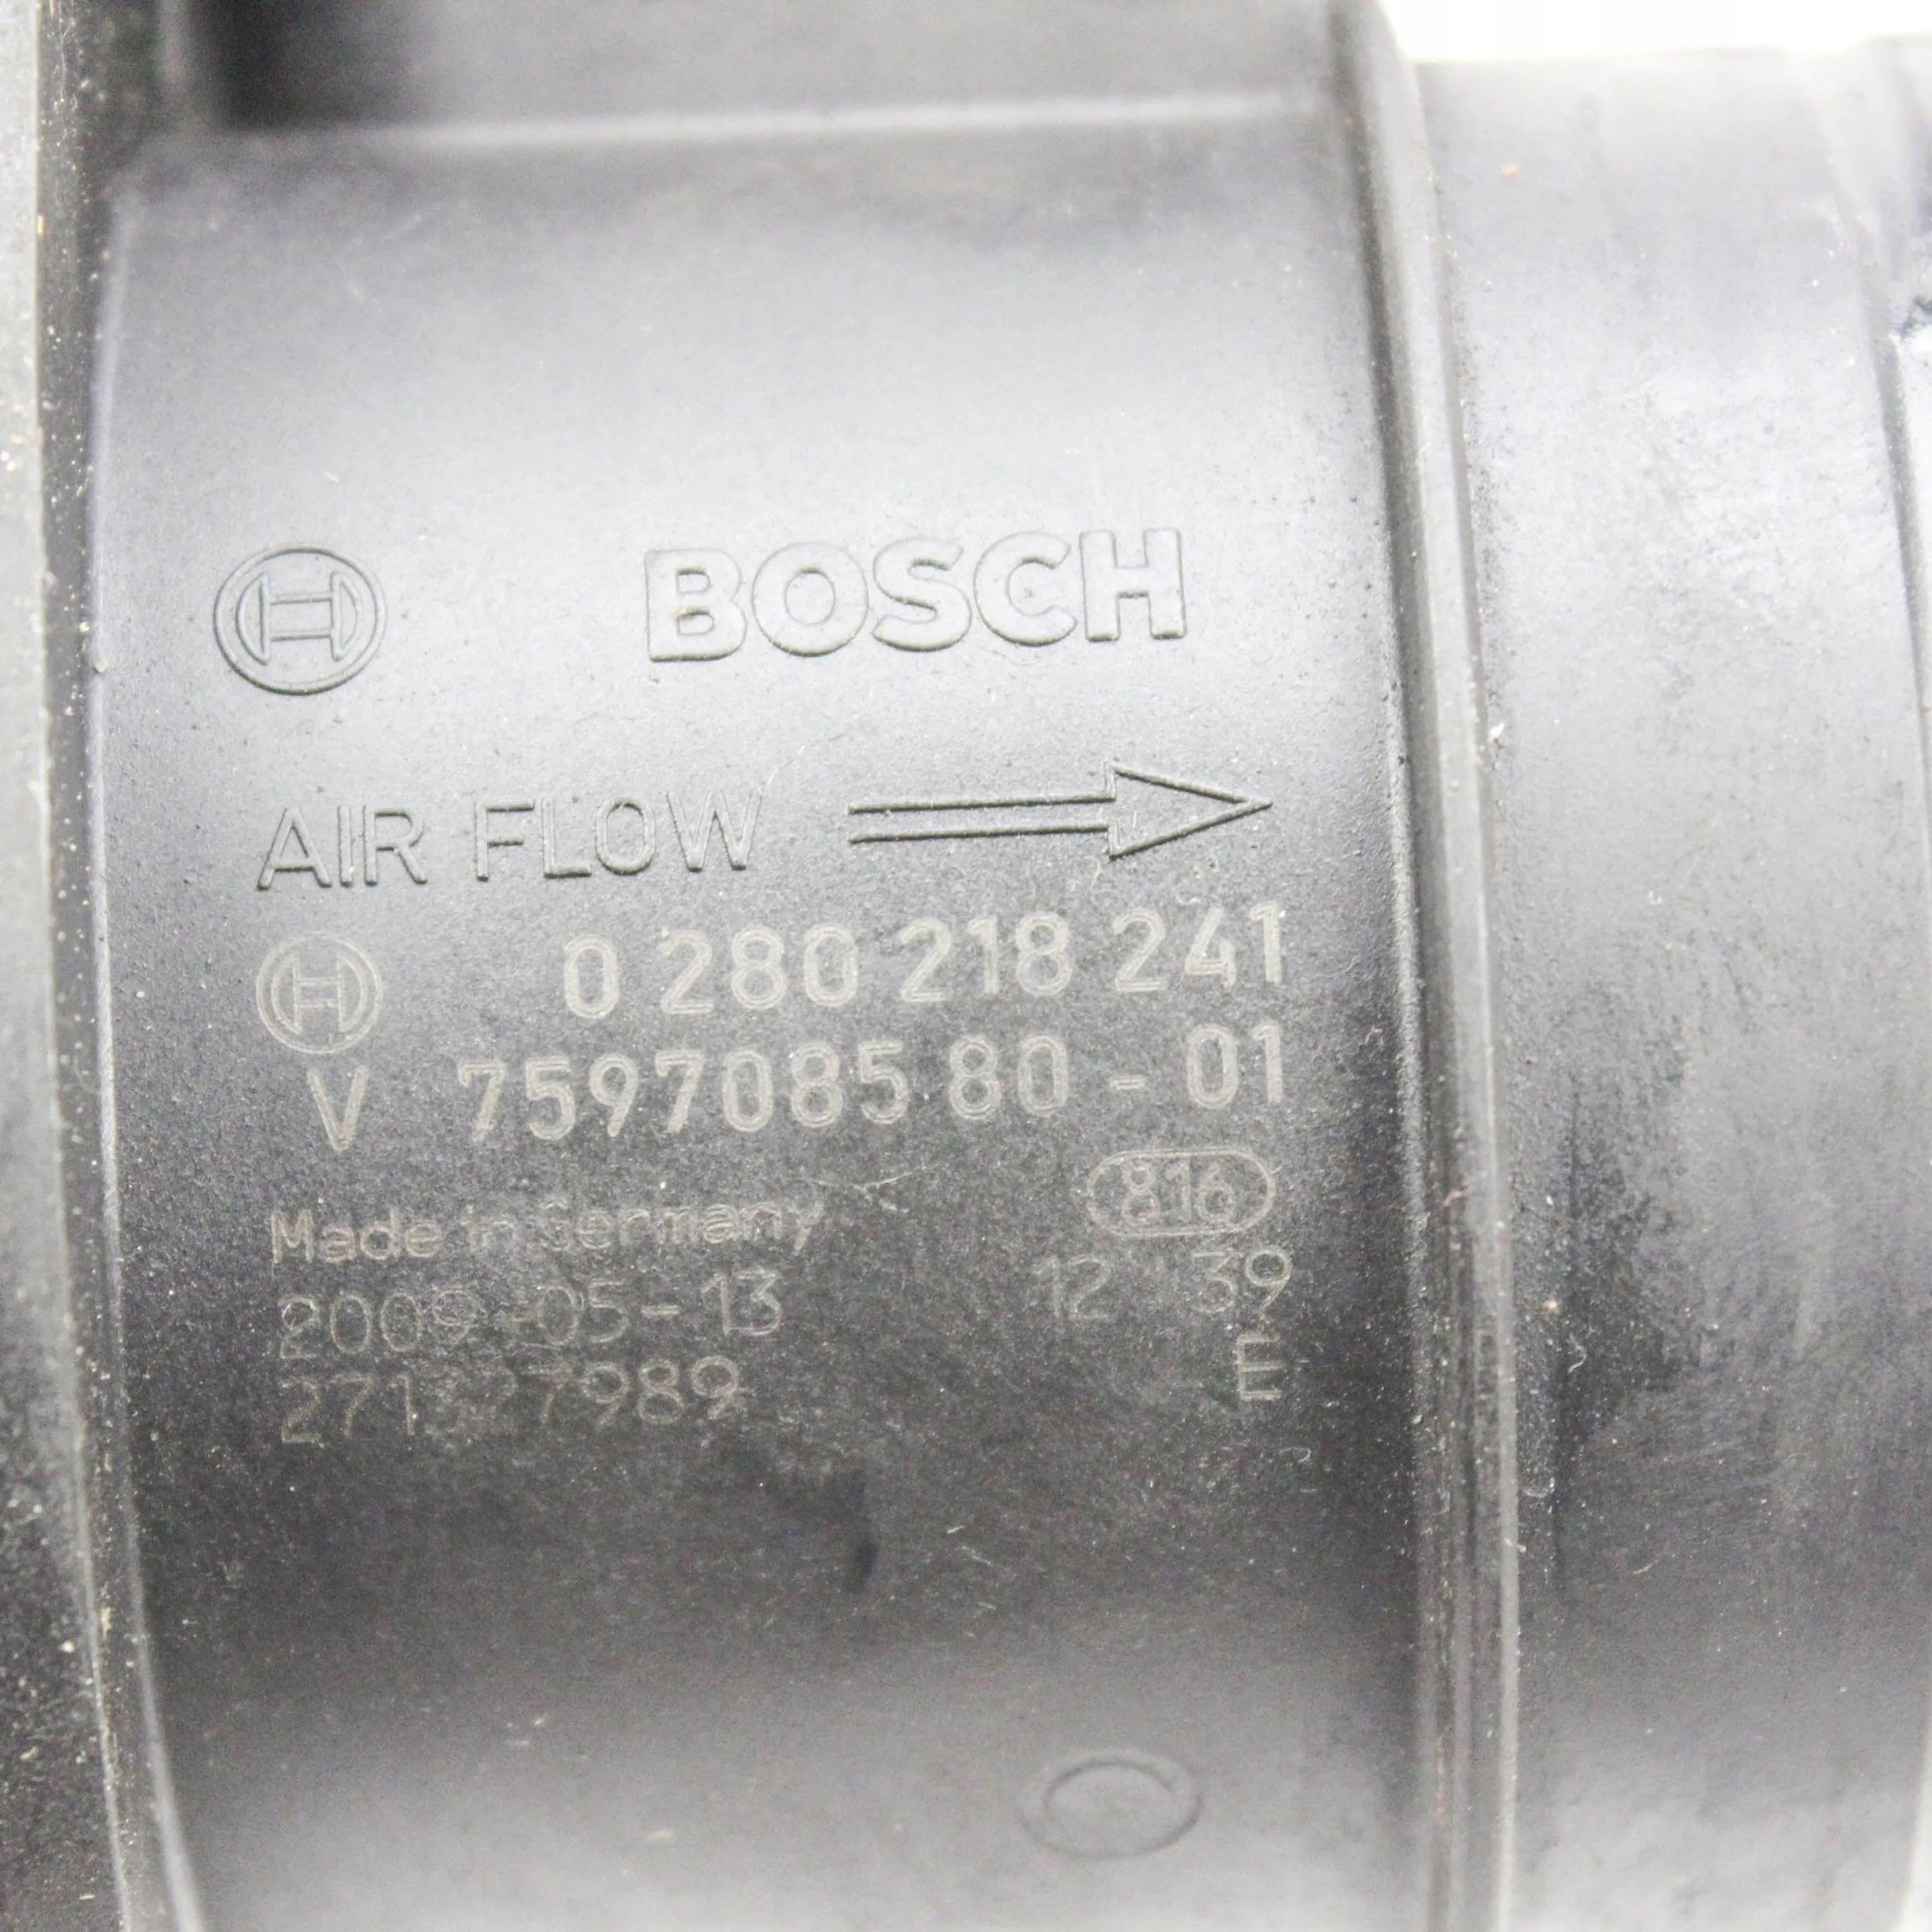 BOSCH
AIR FLOW
0 280 218 241
V 7597085 80 - 01
816
Made in Germany
2009-05-13 12 39
271327989 E